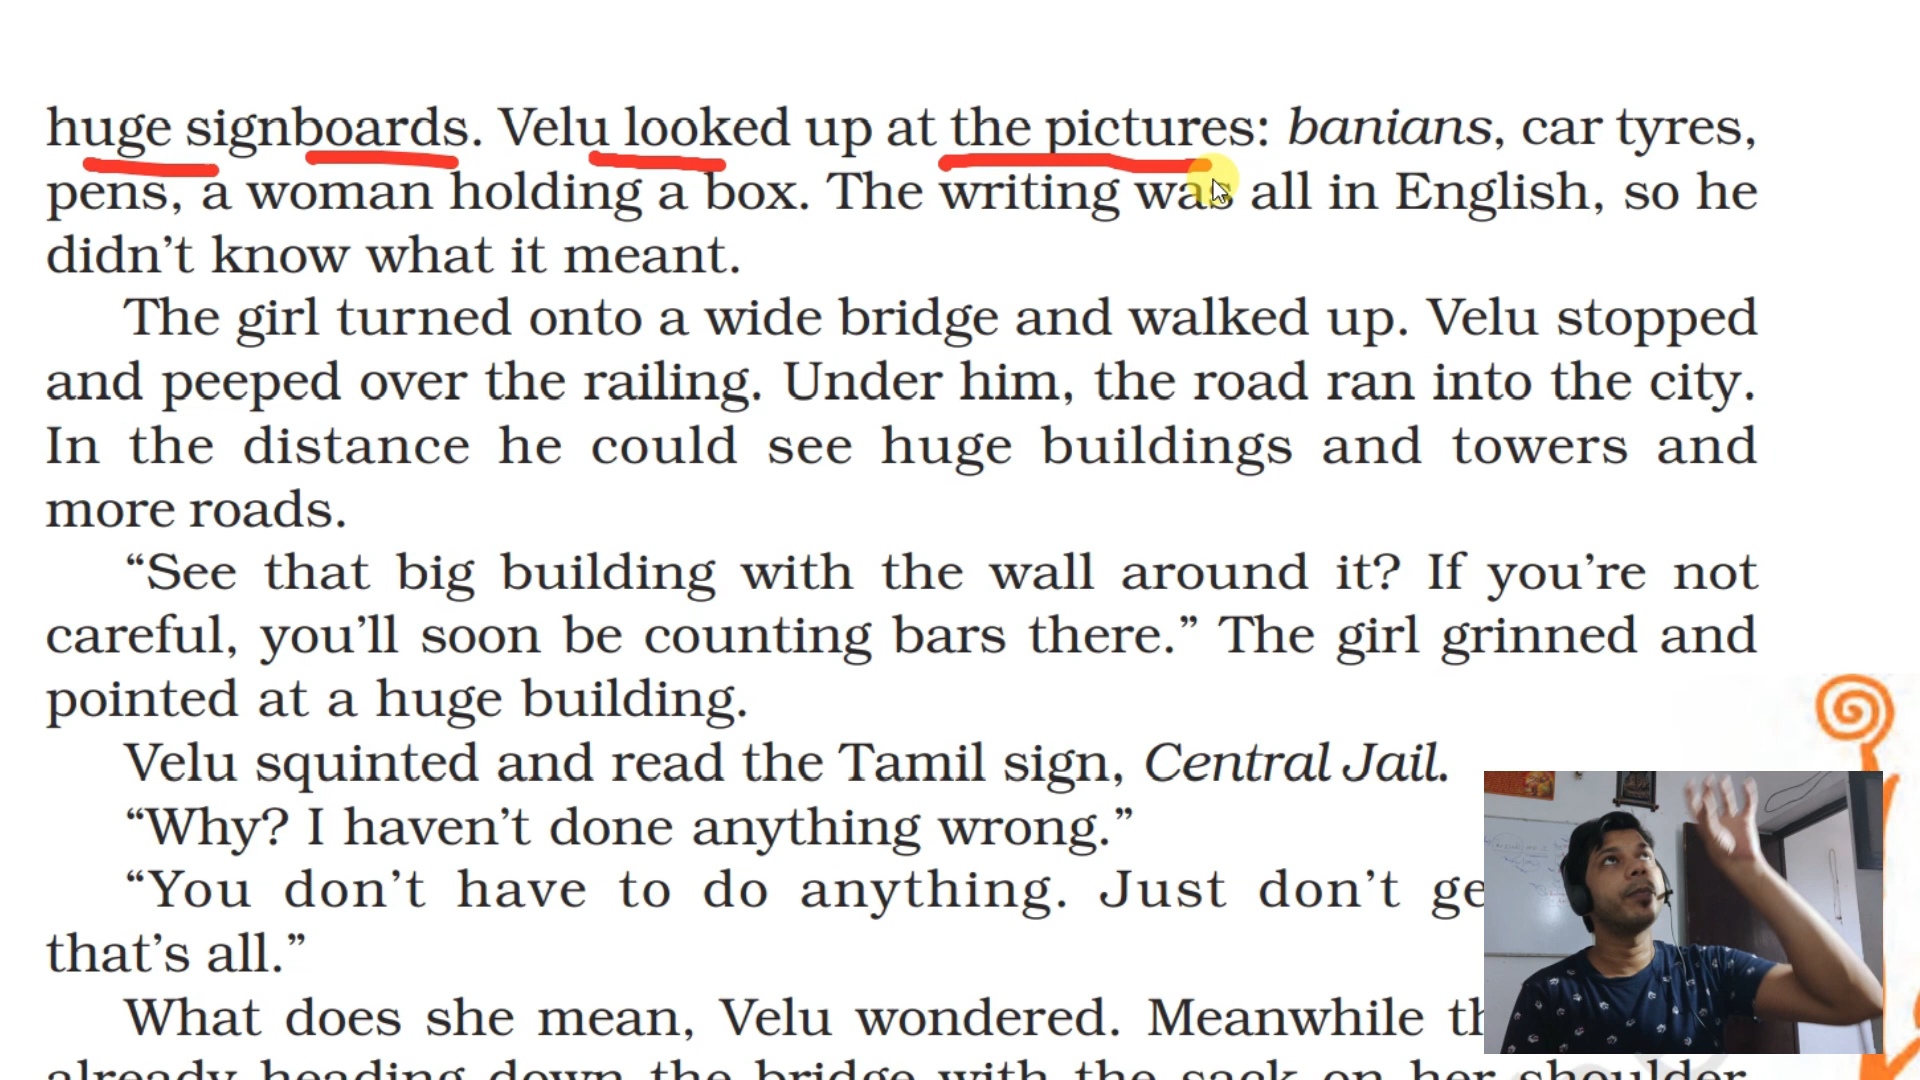 huge signboards. Velu looked up at the pictures: banians, car tyres,
pens, a woman holding a box. The writing was all in English, so he
didn’t know what it meant.
The girl turned onto a wide bridge and walked up. Velu stopped
and peeped over the railing. Under him, the road ran into the city.
In the distance he could see huge buildings and towers and
more roads.
“See that big building with the wall around it? If you’re not
careful, you’ll soon be counting bars there.” The girl grinned and
pointed at a huge building.
Velu squinted and read the Tamil sign, Central Jail.
“Why? I haven’t done anything wrong.”
“You don’t have to do anything. Just don’t
that’s all.”
What does she mean, Velu wondered. Meanwhile
already heading down the bridge with the sack on her shoulder.